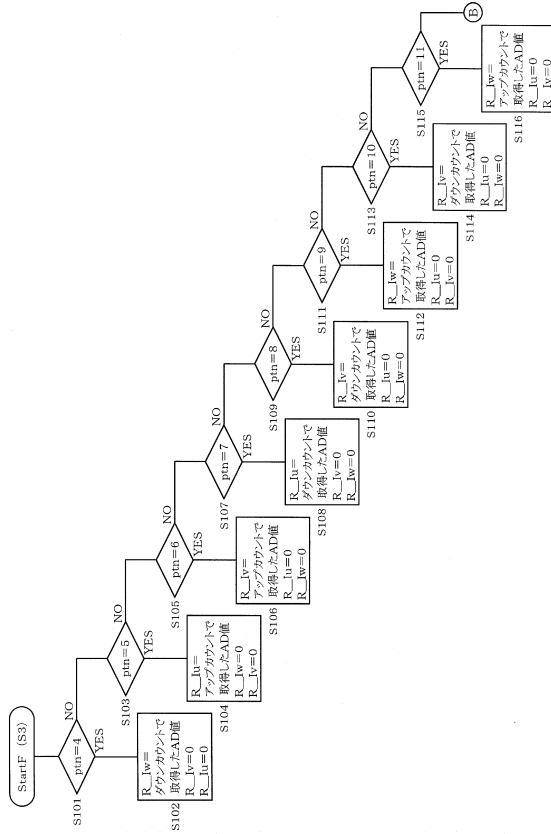 StartF (S3)
S101
ptn=4
NO
YES
S102
R_Iw=
ダウンカウントで
取得したAD値
R_Iv=0
R_Iu=0
S103
ptn=5
NO
YES
S104
R_Iu=
アップカウントで
取得したAD値
R_Iw=0
R_Iv=0
S105
ptn=6
NO
YES
S106
R_Iv=
アップカウントで
取得したAD値
R_Iu=0
R_Iw=0
S107
ptn=7
NO
YES
S108
R_Iu=
ダウンカウントで
取得したAD値
R_Iv=0
R_Iw=0
S109
ptn=8
NO
YES
S110
R_Iv=
ダウンカウントで
取得したAD値
R_Iu=0
R_Iw=0
S111
ptn=9
NO
YES
S112
R_Iw=
アップカウントで
取得したAD値
R_Iu=0
R_Iv=0
S113
ptn=10
NO
YES
S114
R_Iv=
ダウンカウントで
取得したAD値
R_Iu=0
R_Iw=0
S115
ptn=11
YES
S116
R_Iw=
アップカウントで
取得したAD値
R_Iu=0
R_Iv=0
B